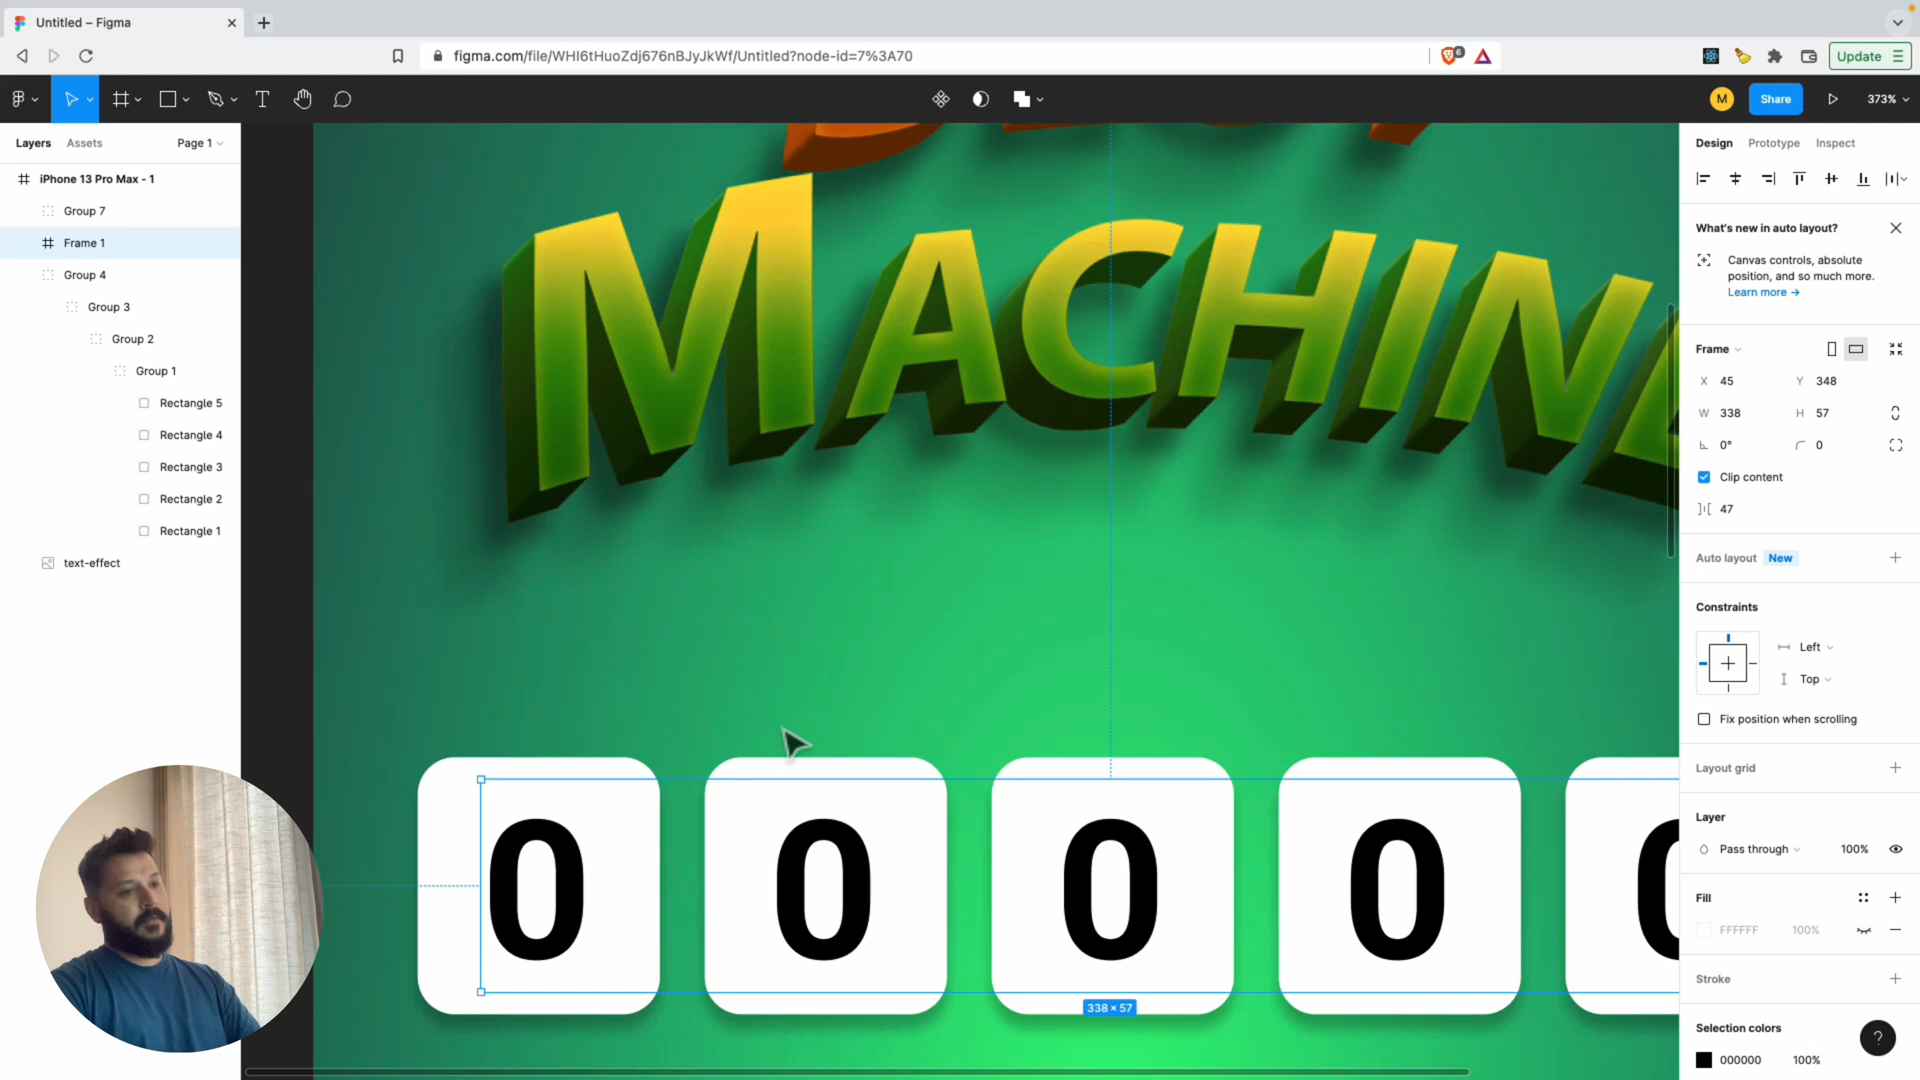 Untitled – Figma
figma.com/file/WHI6tHuoZdj676nBJyJkWf/Untitled?node-id=7%3A70
6
Update
M
Share
373%
Layers
Assets
Page 1
iPhone 13 Pro Max - 1
Group 7
Frame 1
Group 4
Group 3
Group 2
Group 1
Rectangle 5
Rectangle 4
Rectangle 3
Rectangle 2
Rectangle 1
text-effect
MACHINE
0 0 0 0 0
338 × 57
Design
Prototype
Inspect
What's new in auto layout?
Canvas controls, absolute
position, and so much more.
Learn more →
Frame
X 45 Y 348
W 338 H 57
0° 0
Clip content
47
Auto layout New
Constraints
Left
Top
Fix position when scrolling
Layout grid
Layer
Pass through 100%
Fill
FFFFFF 100%
Stroke
Selection colors
000000 100%
?